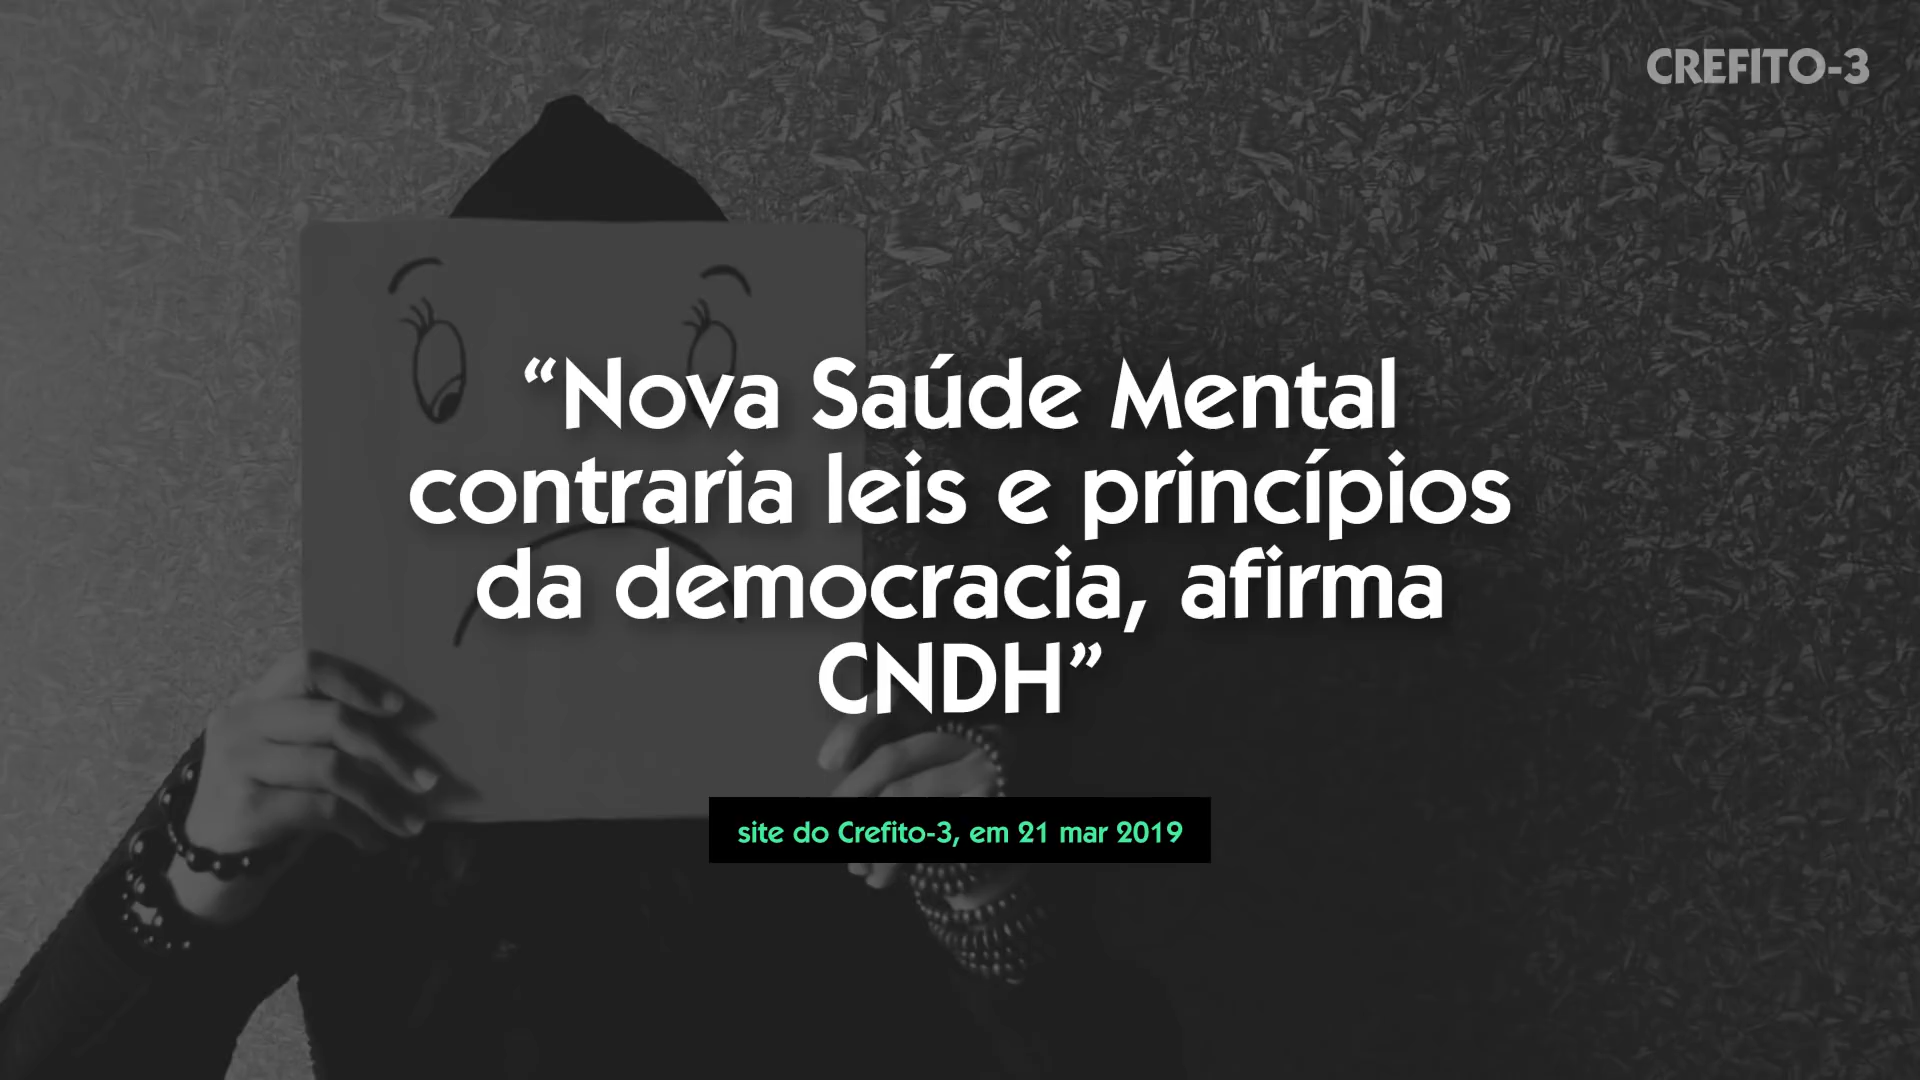 CREFITO-3
“Nova Saúde Mental
contraria leis e princípios
da democracia, afirma
CNDH”
site do Crefito-3, em 21 mar 2019